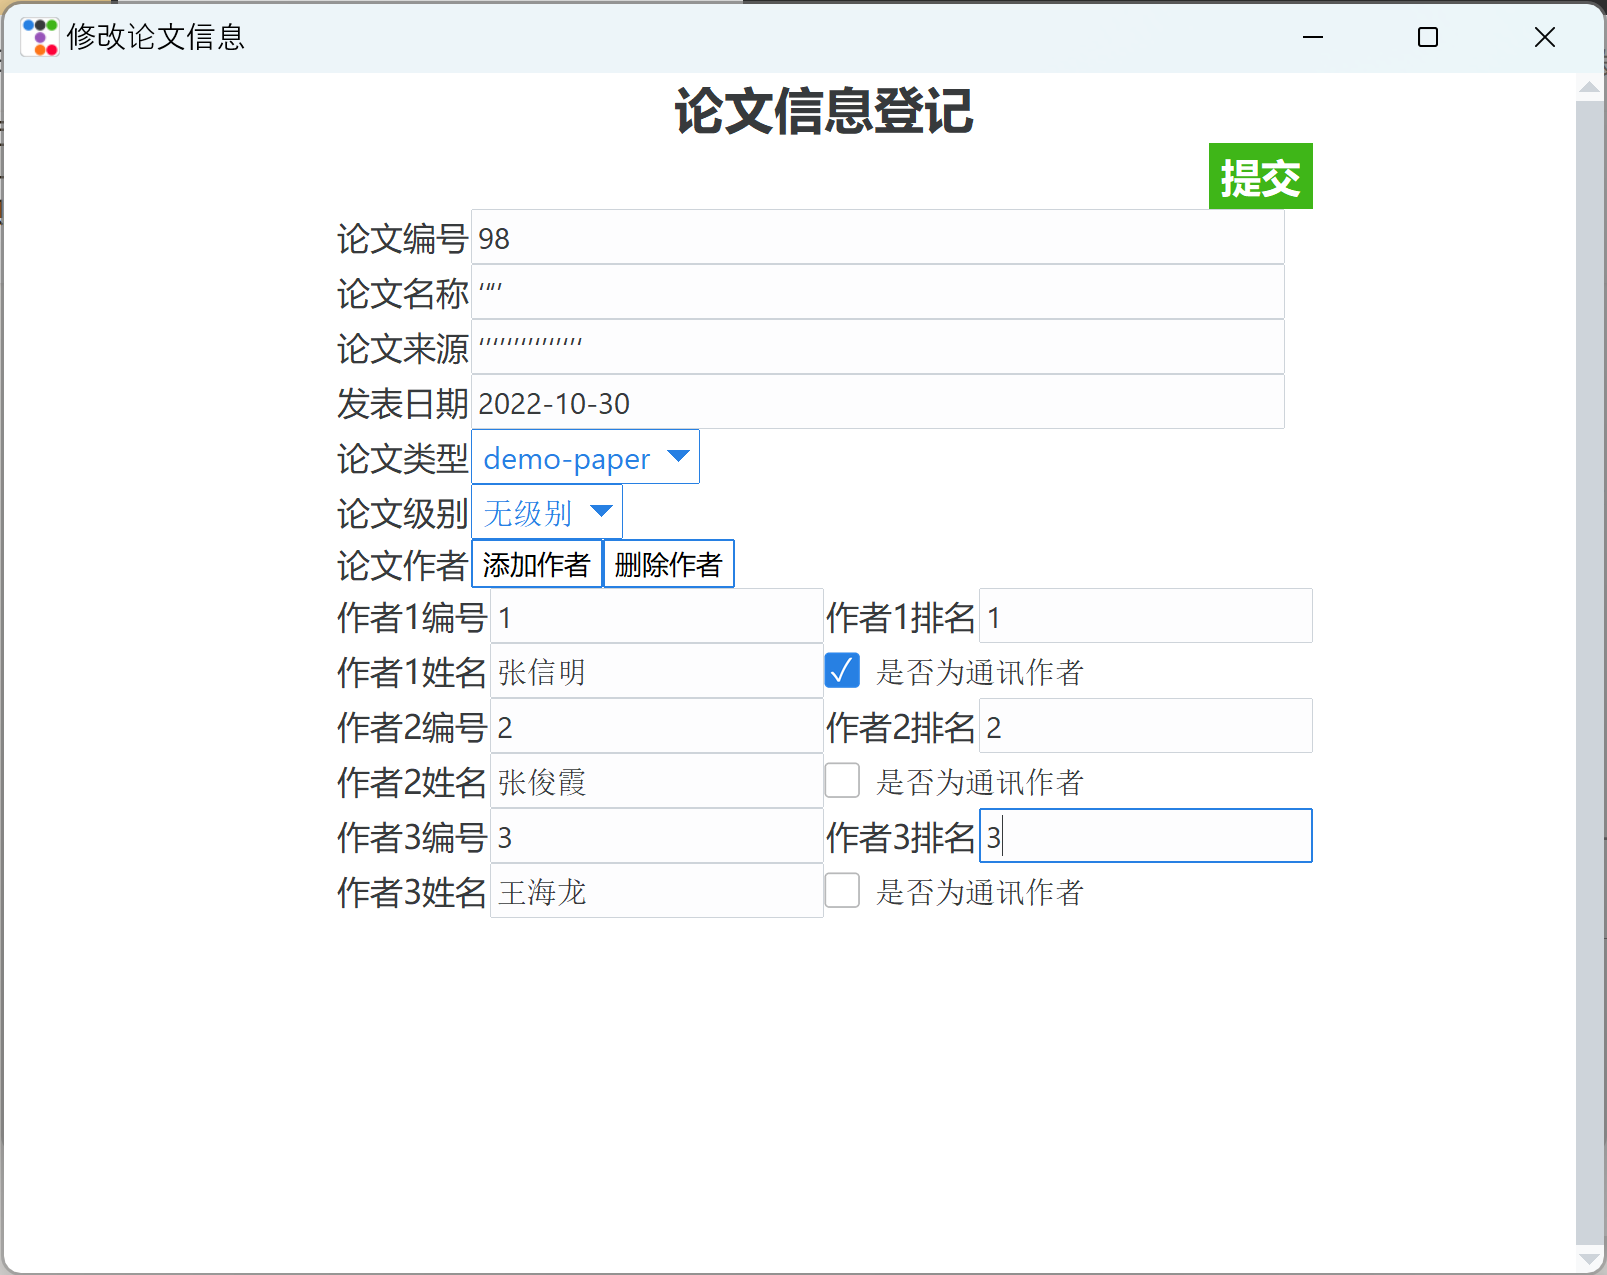 修改论文信息
论文信息登记
提交
论文编号 98
论文名称 ‘“’
论文来源 ‘’‘’‘’‘’‘’‘’‘’‘
发表日期 2022-10-30
论文类型 demo-paper
论文级别 无级别
论文作者 添加作者 删除作者
作者1编号 1 作者1排名 1
作者1姓名 张信明 是否为通讯作者
作者2编号 2 作者2排名 2
作者2姓名 张俊霞 是否为通讯作者
作者3编号 3 作者3排名 3
作者3姓名 王海龙 是否为通讯作者